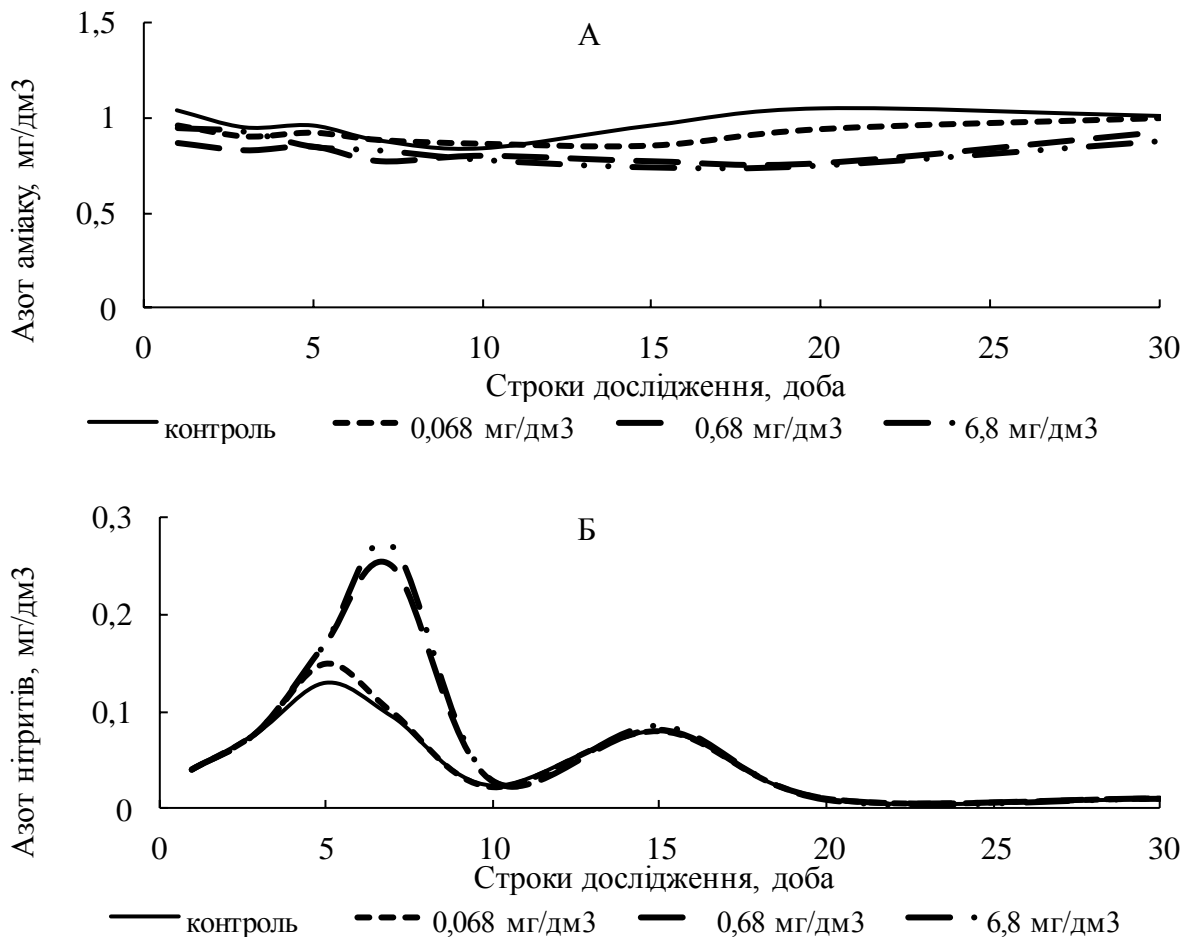 А
1,5
1
0,5
0
Азот аміаку, мг/дм3
0 5 10 15 20 25 30
Строки дослідження, доба
контроль 0,068 мг/дм3 0,68 мг/дм3 6,8 мг/дм3
Б
0,3
0,2
0,1
0
Азот нітритів, мг/дм3
0 5 10 15 20 25 30
Строки дослідження, доба
контроль 0,068 мг/дм3 0,68 мг/дм3 6,8 мг/дм3